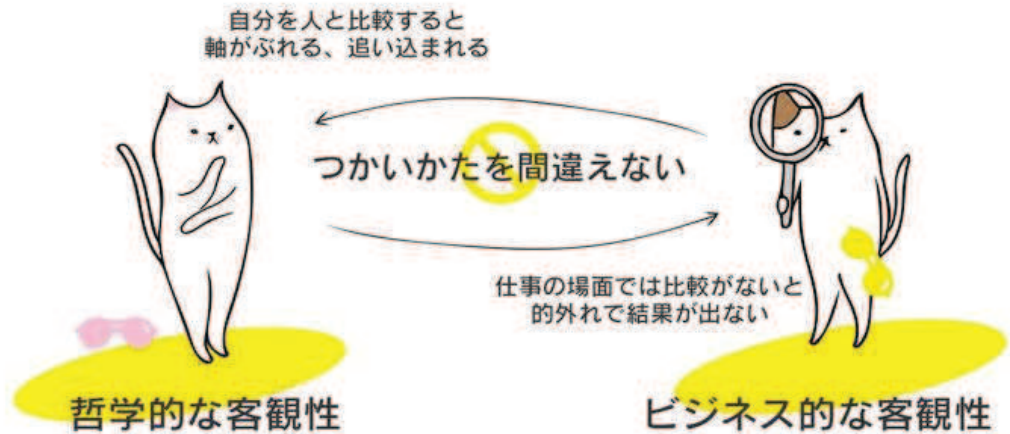 自分を人と比較すると
軸がぶれる、追い込まれる
つかいかたを間違えない
仕事の場面では比較がないと
的外れで結果が出ない
哲学的な客観性
ビジネス的な客観性